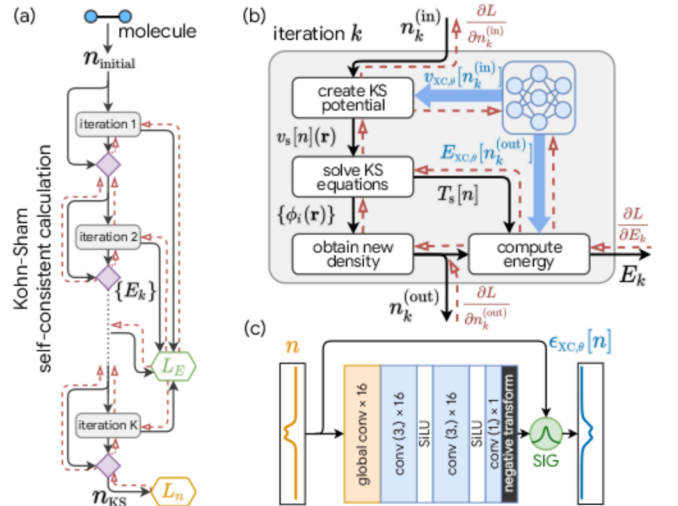 (a)
molecule
n_initial
iteration 1
iteration 2
{E_k}
L_E
iteration K
n_KS
L_n
Kohn-Sham
self-consistent calculation
(b)
iteration k
n_k^(in)
∂L
∂n_k^(in)
create KS
potential
v_XC,θ[n_k^(in)]
v_s[n](r)
E_XC,θ[n_k^(out)]
solve KS
equations
T_s[n]
{ϕ_i(r)}
obtain new
density
compute
energy
∂L
∂E_k
E_k
n_k^(out)
∂L
∂n_k^(out)
(c)
n
ϵ_XC,θ[n]
global conv × 16
conv (3,) × 16
SiLU
conv (3,) × 16
SiLU
conv (1,) × 1
negative transform
SIG